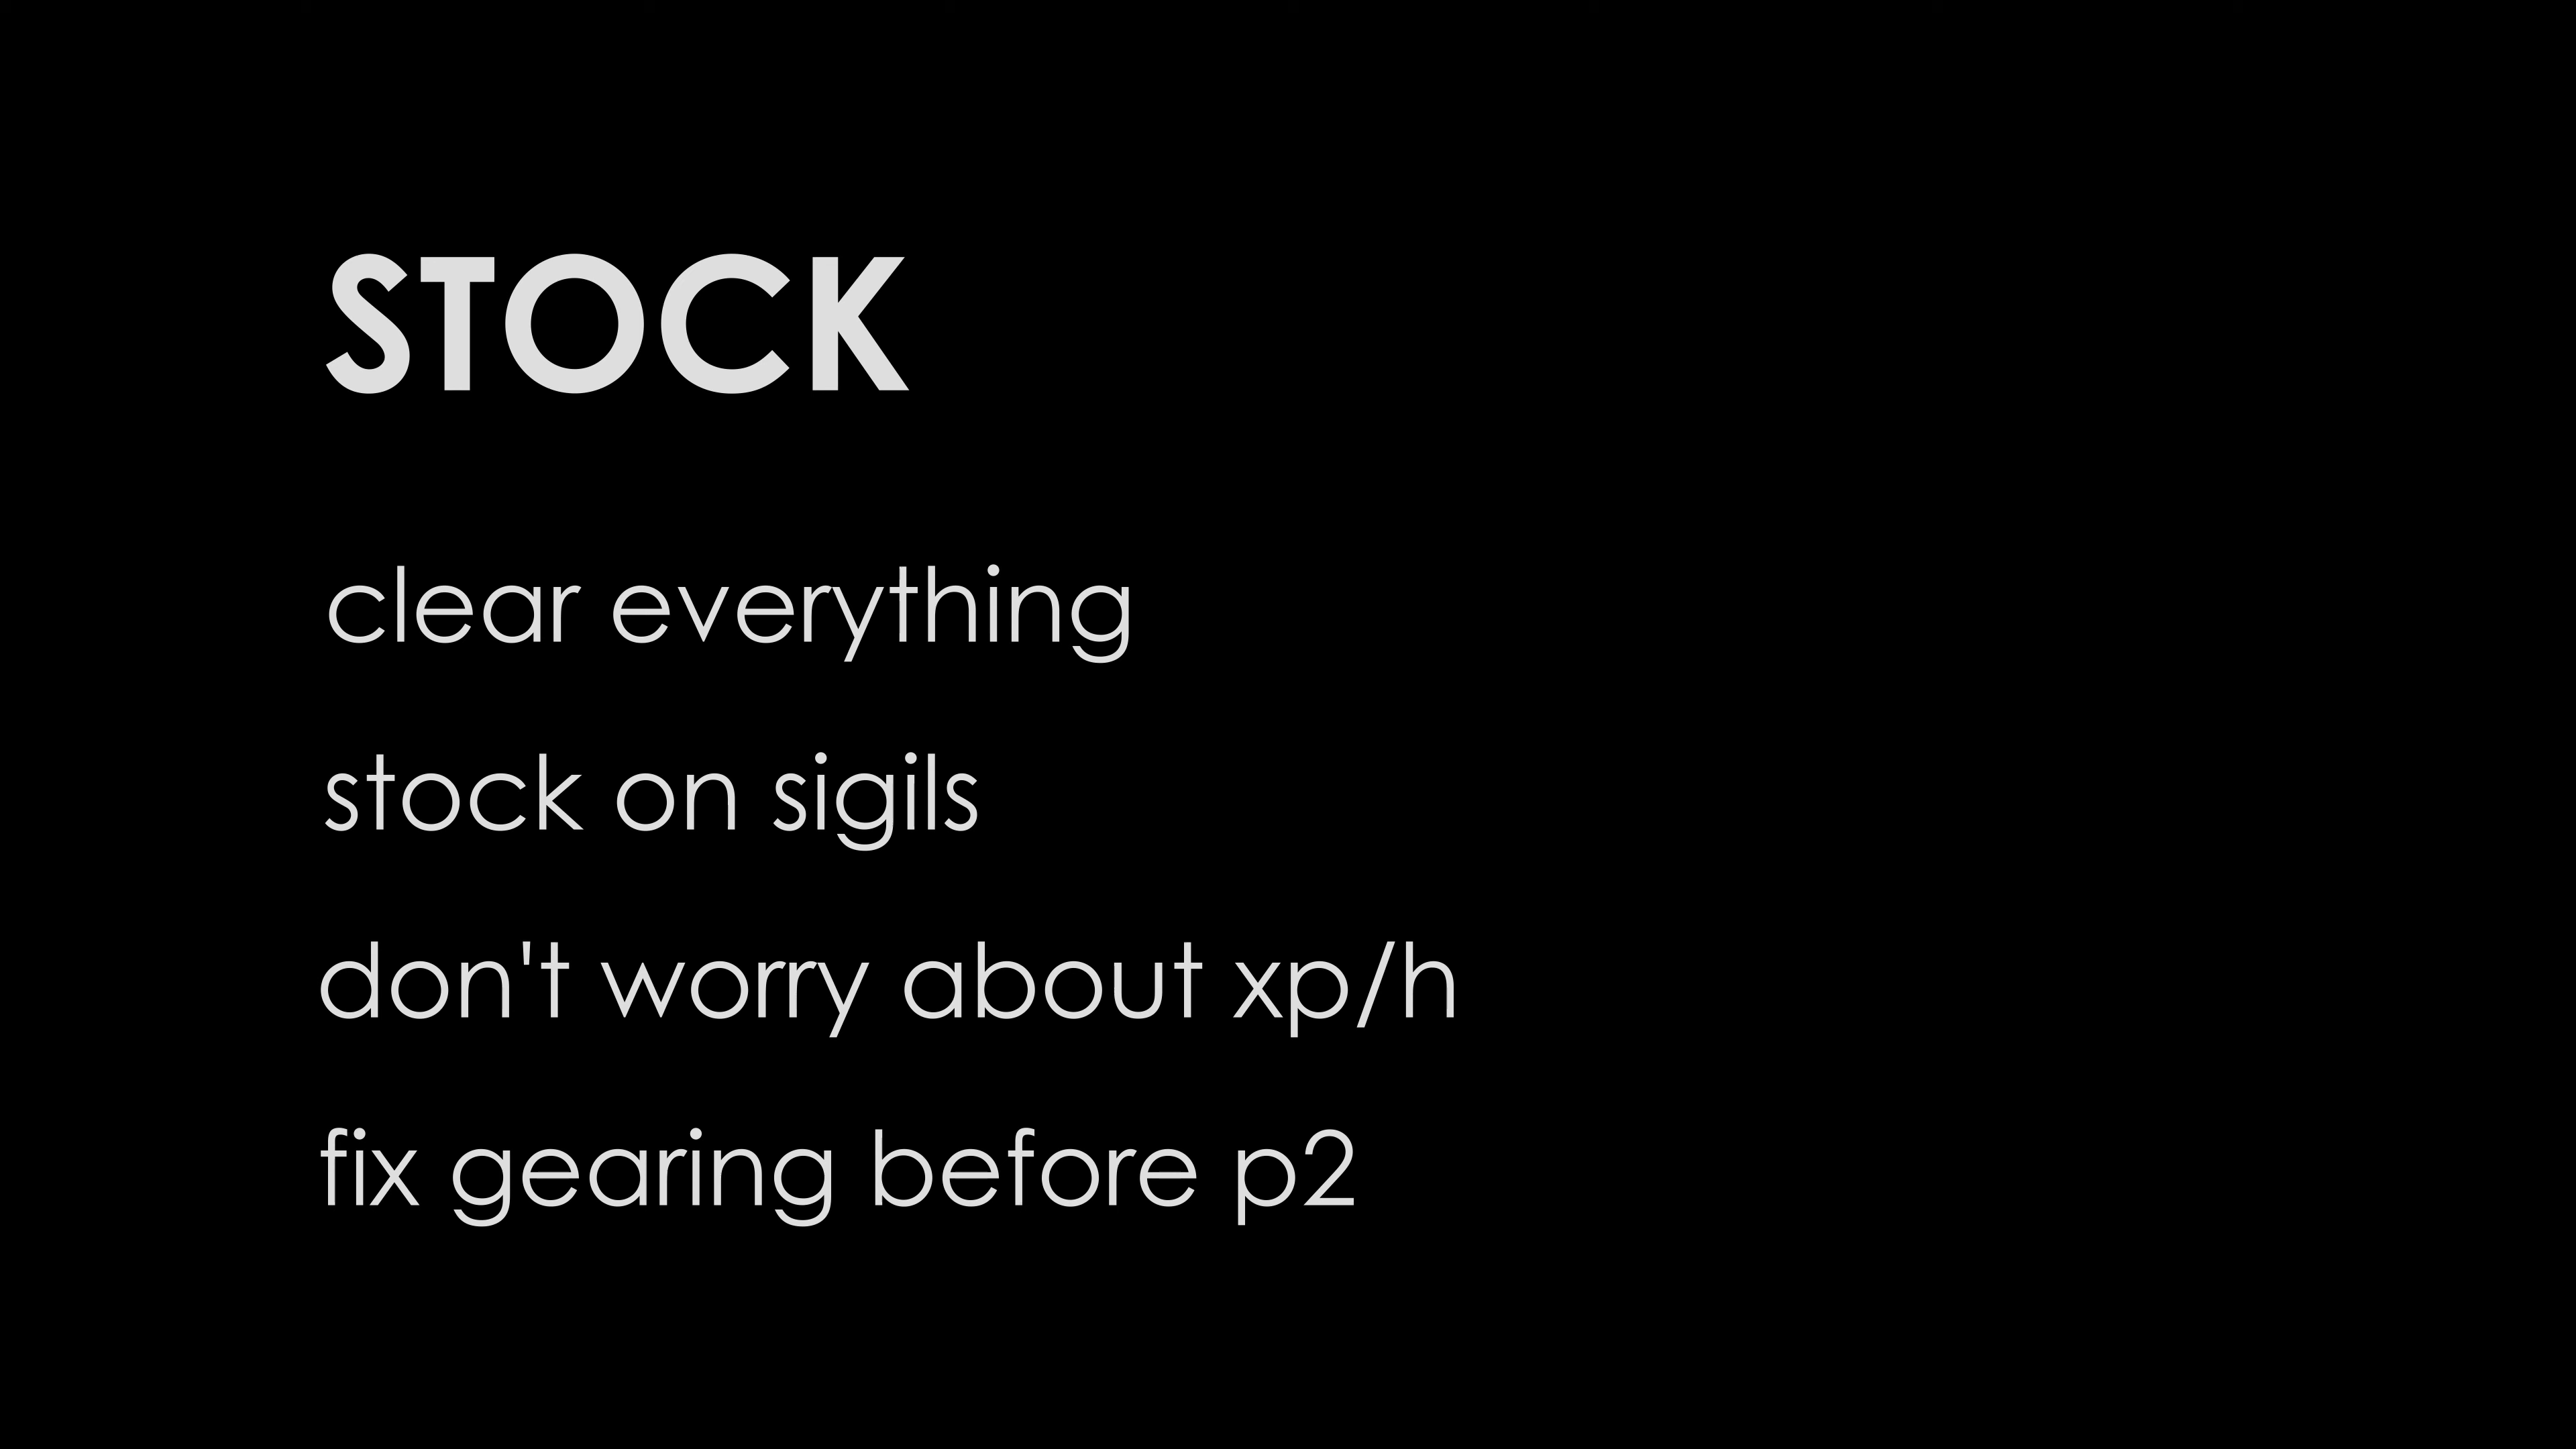 STOCK
clear everything
stock on sigils
don't worry about xp/h
fix gearing before p2